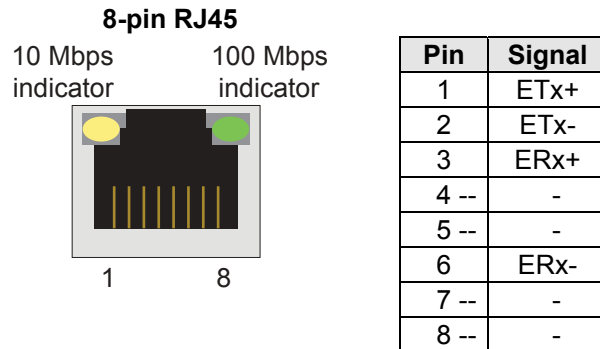 8-pin RJ45
10 Mbps indicator
100 Mbps indicator
1 8
Pin Signal
1 ETx+
2 ETx-
3 ERx+
4 -- -
5 -- -
6 ERx-
7 -- -
8 -- -